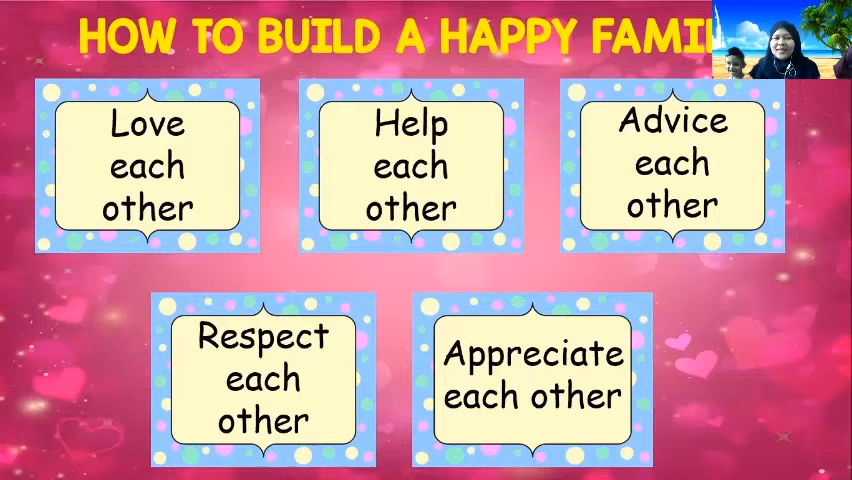 HOW TO BUILD A HAPPY
Love
each
other
Help
each
other
Advice
each
other
Respect
each
other
Appreciate
each other